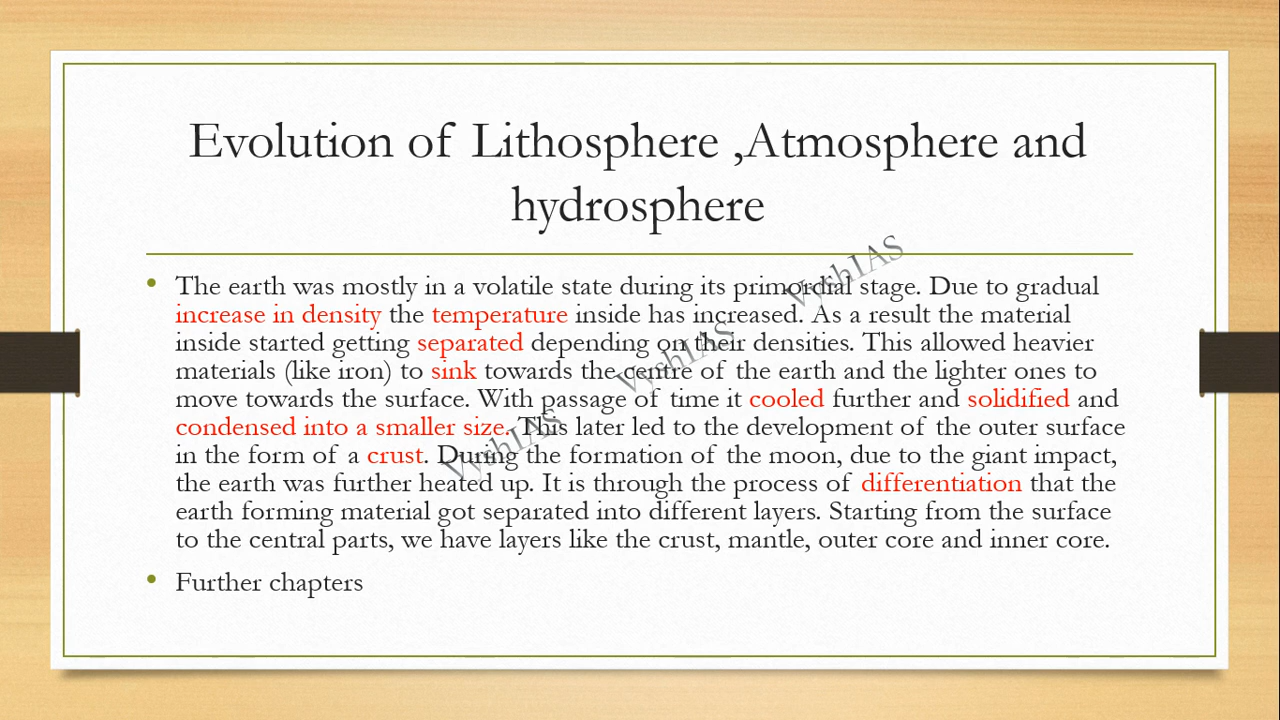 Evolution of Lithosphere ,Atmosphere and
hydrosphere
• The earth was mostly in a volatile state during its primordial stage. Due to gradual
increase in density the temperature inside has increased. As a result the material
inside started getting separated depending on their densities. This allowed heavier
materials (like iron) to sink towards the centre of the earth and the lighter ones to
move towards the surface. With passage of time it cooled further and solidified and
condensed into a smaller size. This later led to the development of the outer surface
in the form of a crust. During the formation of the moon, due to the giant impact,
the earth was further heated up. It is through the process of differentiation that the
earth forming material got separated into different layers. Starting from the surface
to the central parts, we have layers like the crust, mantle, outer core and inner core.
• Further chapters
VyshIAS
VyshIAS
VyshIAS